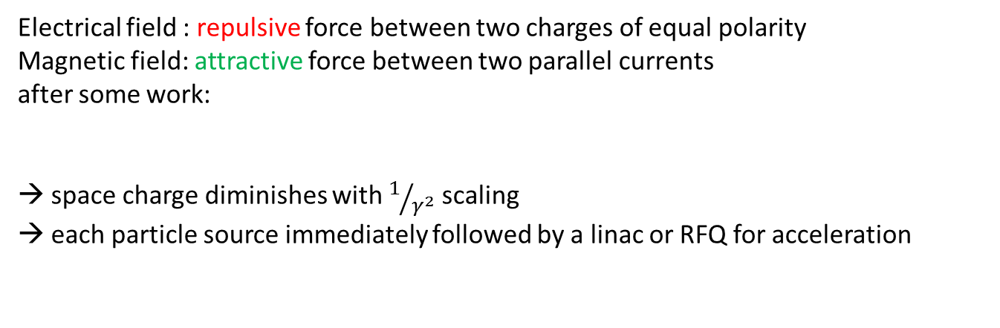 Electrical field : repulsive force between two charges of equal polarity
Magnetic field: attractive force between two parallel currents
after some work:
→ space charge diminishes with 1/γ² scaling
→ each particle source immediately followed by a linac or RFQ for acceleration